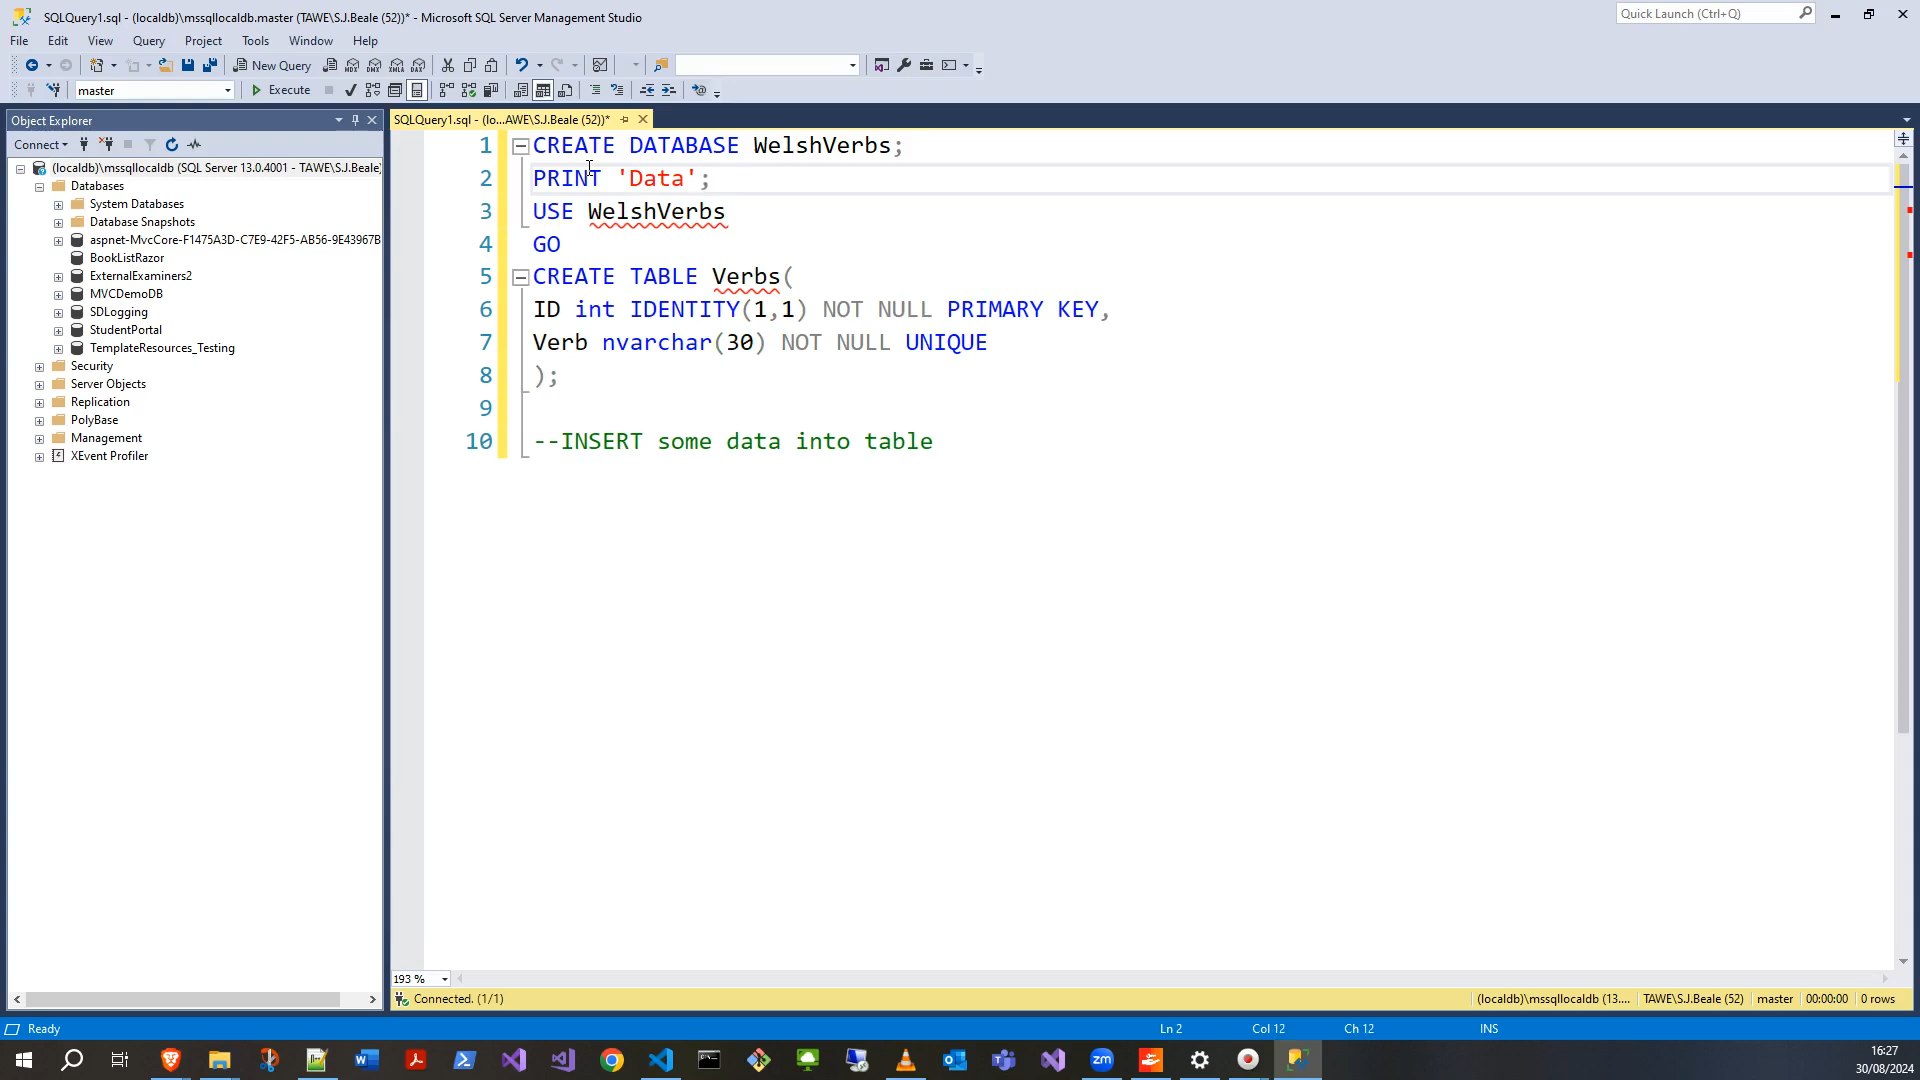 SQLQuery1.sql - (localdb)\mssqllocaldb.master (TAWE\S.J.Beale (52))* - Microsoft SQL Server Management Studio
Quick Launch (Ctrl+Q)
File Edit View Query Project Tools Window Help
New Query
master Execute
Object Explorer
Connect
(localdb)\mssqllocaldb (SQL Server 13.0.4001 - TAWE\S.J.Beale
Databases
System Databases
Database Snapshots
aspnet-MvcCore-F1475A3D-C7E9-42F5-AB56-9E43967B
BookListRazor
ExternalExaminers2
MVCDemoDB
SDLogging
StudentPortal
TemplateResources_Testing
Security
Server Objects
Replication
PolyBase
Management
XEvent Profiler
SQLQuery1.sql - (lo...AWE\S.J.Beale (52))*
1 CREATE DATABASE WelshVerbs;
2 PRINT 'Data';
3 USE WelshVerbs
4 GO
5 CREATE TABLE Verbs(
6 ID int IDENTITY(1,1) NOT NULL PRIMARY KEY,
7 Verb nvarchar(30) NOT NULL UNIQUE
8 );
9
10 --INSERT some data into table
193 %
Connected. (1/1)
(localdb)\mssqllocaldb (13.... TAWE\S.J.Beale (52) master 00:00:00 0 rows
Ready Ln 2 Col 12 Ch 12 INS
16:27
30/08/2024